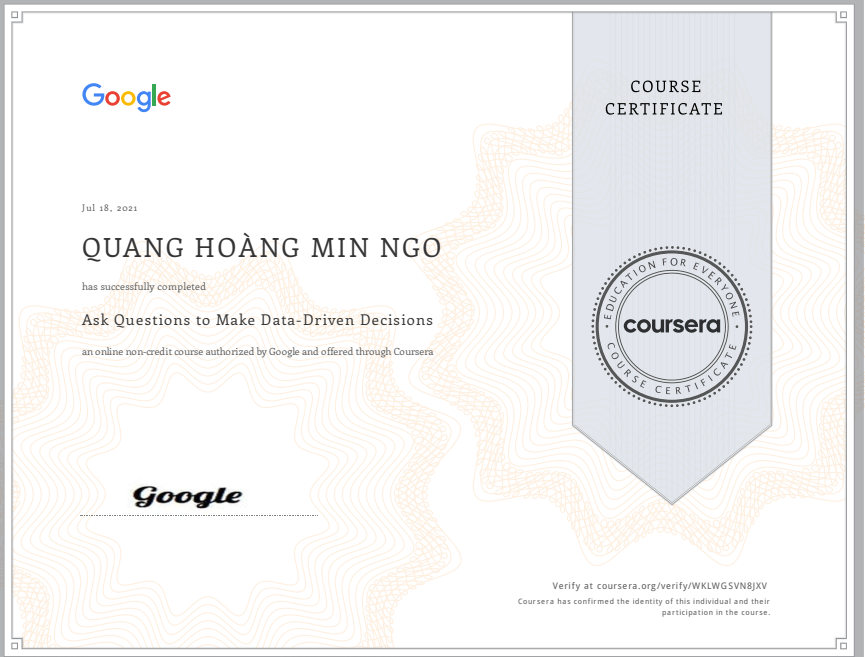 Google
COURSE
CERTIFICATE
Jul 18, 2021
QUANG HOÀNG MIN NGO
has successfully completed
Ask Questions to Make Data-Driven Decisions
an online non-credit course authorized by Google and offered through Coursera
EDUCATION FOR EVERYONE
coursera
COURSE CERTIFICATE
Google
Verify at coursera.org/verify/WKLWGSVN8JXV
Coursera has confirmed the identity of this individual and their
participation in the course.